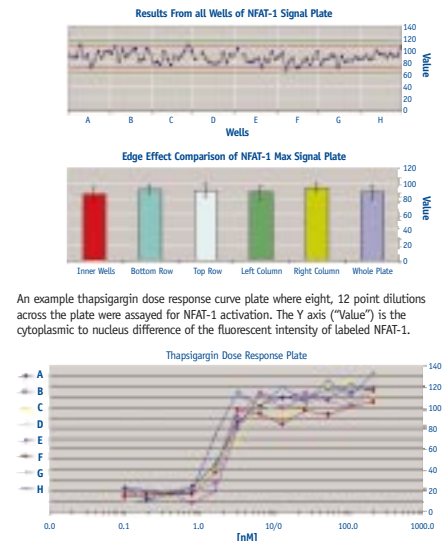 Results From all Wells of NFAT-1 Signal Plate
140
120
100
80
60
40
20
0
Value
A B C D E F G H
Wells
Edge Effect Comparison of NFAT-1 Max Signal Plate
120
100
80
60
40
20
0
Value
Inner Wells Bottom Row Top Row Left Column Right Column Whole Plate
An example thapsigargin dose response curve plate where eight, 12 point dilutions
across the plate were assayed for NFAT-1 activation. The Y axis ("Value") is the
cytoplasmic to nucleus difference of the fluorescent intensity of labeled NFAT-1.
Thapsigargin Dose Response Plate
A
B
C
D
E
F
G
H
140
120
100
80
60
40
20
0
0.0 0.1 1.0 10/0 100.0 1000.0
[nM]